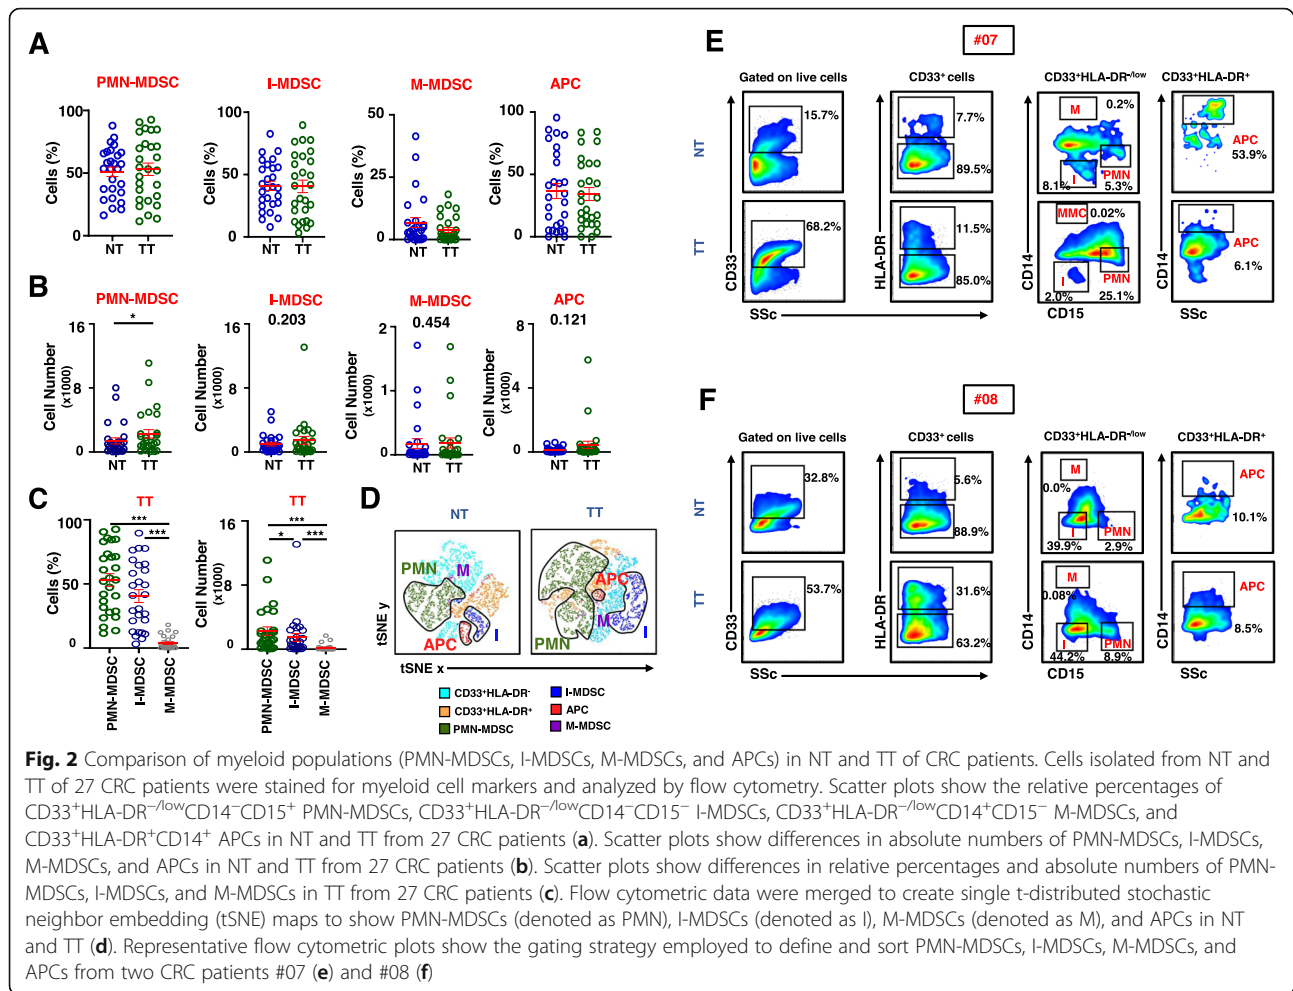 A
PMN-MDSC
I-MDSC
M-MDSC
APC
Cells (%)
100
50
0
NT TT
Cells (%)
100
50
0
NT TT
Cells (%)
50
25
0
NT TT
Cells (%)
100
50
0
NT TT
B
PMN-MDSC
I-MDSC
M-MDSC
APC
*
0.203
0.454
0.121
Cell Number
(x1000)
16
8
0
NT TT
Cell Number
(x1000)
16
8
0
NT TT
Cell Number
(x1000)
2
1
0
NT TT
Cell Number
(x1000)
8
4
0
NT TT
C
TT
***
***
Cells (%)
100
50
0
PMN-MDSC
I-MDSC
M-MDSC
TT
***
* ***
Cell Number
(x1000)
16
8
0
PMN-MDSC
I-MDSC
M-MDSC
D
NT
TT
PMN
M
APC
I
APC
M
I
PMN
tSNE y
tSNE x
CD33⁺HLA-DR⁻
CD33⁺HLA-DR⁺
PMN-MDSC
I-MDSC
APC
M-MDSC
E
#07
Gated on live cells
CD33⁺ cells
CD33⁺HLA-DR⁻/low
CD33⁺HLA-DR⁺
NT
15.7%
7.7%
89.5%
M
0.2%
I
8.1%
PMN
5.3%
APC
53.9%
TT
68.2%
11.5%
85.0%
MMC
0.02%
I
2.0%
PMN
25.1%
APC
6.1%
CD33
HLA-DR
CD14
CD14
SSc
CD15
SSc
F
#08
Gated on live cells
CD33⁺ cells
CD33⁺HLA-DR⁻/low
CD33⁺HLA-DR⁺
NT
32.8%
5.6%
88.9%
M
0.0%
I
39.9%
PMN
2.9%
APC
10.1%
TT
53.7%
31.6%
63.2%
M
0.08%
I
44.2%
PMN
8.9%
APC
8.5%
CD33
HLA-DR
CD14
CD14
SSc
CD15
SSc
Fig. 2 Comparison of myeloid populations (PMN-MDSCs, I-MDSCs, M-MDSCs, and APCs) in NT and TT of CRC patients. Cells isolated from NT and
TT of 27 CRC patients were stained for myeloid cell markers and analyzed by flow cytometry. Scatter plots show the relative percentages of
CD33⁺HLA-DR⁻/lowCD14⁻CD15⁺ PMN-MDSCs, CD33⁺HLA-DR⁻/lowCD14⁻CD15⁻ I-MDSCs, CD33⁺HLA-DR⁻/lowCD14⁺CD15⁻ M-MDSCs, and
CD33⁺HLA-DR⁺CD14⁺ APCs in NT and TT from 27 CRC patients (a). Scatter plots show differences in absolute numbers of PMN-MDSCs, I-MDSCs,
M-MDSCs, and APCs in NT and TT from 27 CRC patients (b). Scatter plots show differences in relative percentages and absolute numbers of PMN-
MDSCs, I-MDSCs, and M-MDSCs in TT from 27 CRC patients (c). Flow cytometric data were merged to create single t-distributed stochastic
neighbor embedding (tSNE) maps to show PMN-MDSCs (denoted as PMN), I-MDSCs (denoted as I), M-MDSCs (denoted as M), and APCs in NT
and TT (d). Representative flow cytometric plots show the gating strategy employed to define and sort PMN-MDSCs, I-MDSCs, M-MDSCs, and
APCs from two CRC patients #07 (e) and #08 (f)